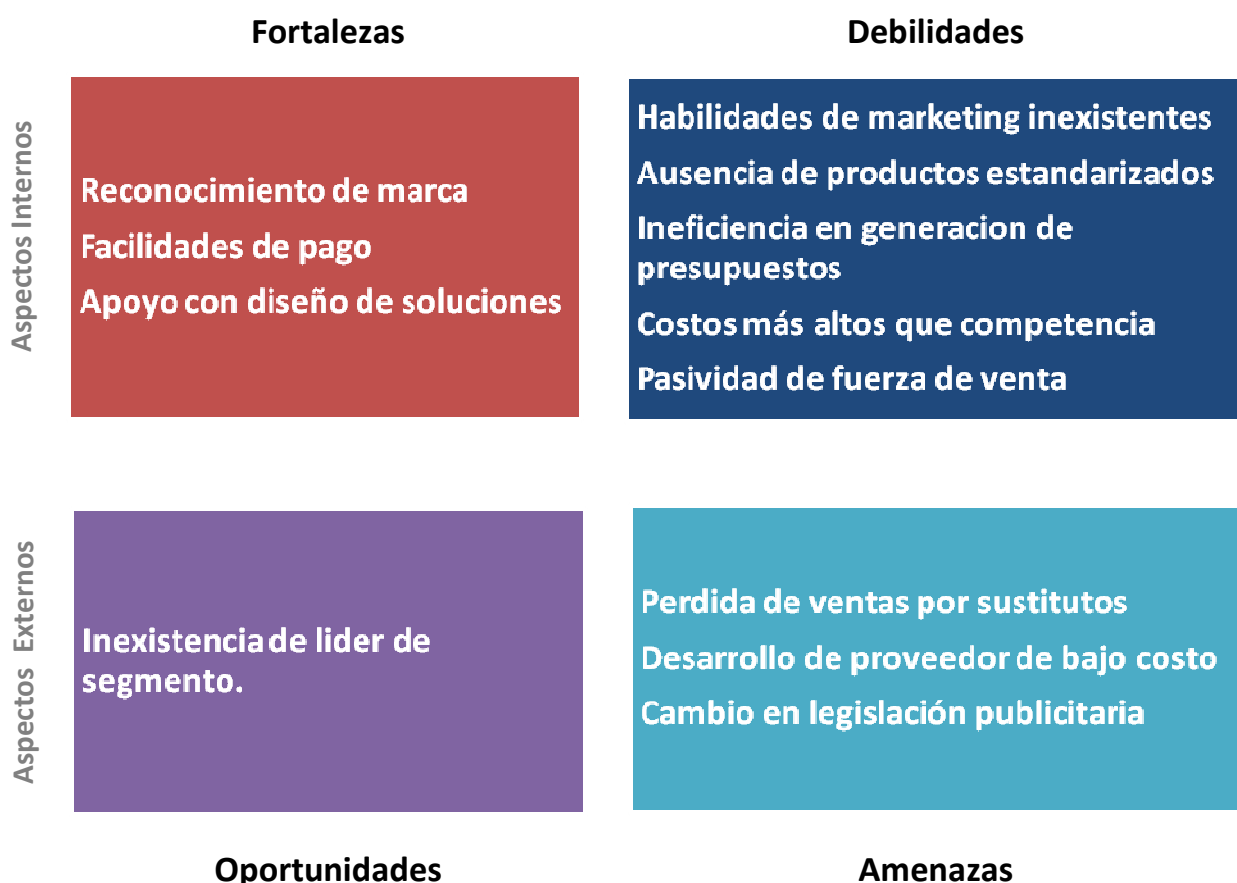 Fortalezas
Debilidades
Aspectos Internos
Reconocimiento de marca
Facilidades de pago
Apoyo con diseño de soluciones
Habilidades de marketing inexistentes
Ausencia de productos estandarizados
Ineficiencia en generacion de
presupuestos
Costos más altos que competencia
Pasividad de fuerza de venta
Aspectos Externos
Inexistencia de lider de
segmento.
Perdida de ventas por sustitutos
Desarrollo de proveedor de bajo costo
Cambio en legislación publicitaria
Oportunidades
Amenazas